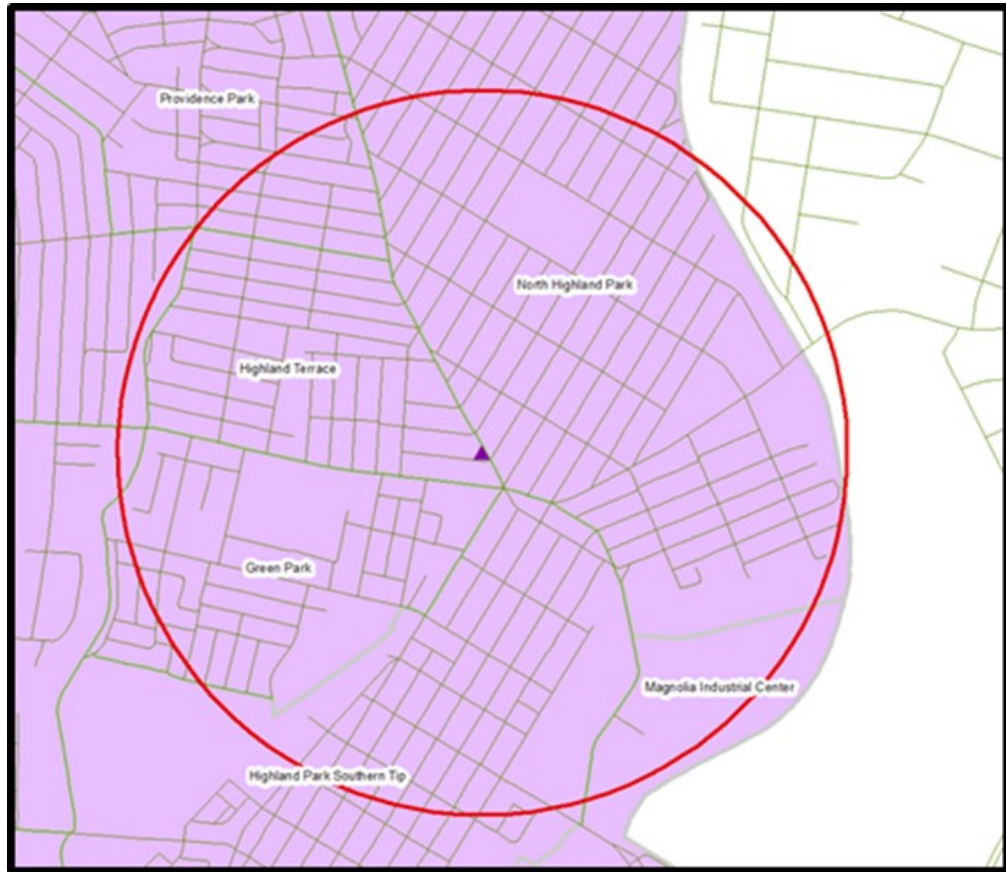 Providence Park
North Highland Park
Highland Terrace
Green Park
Magnolia Industrial Center
Highland Park Southern Tip